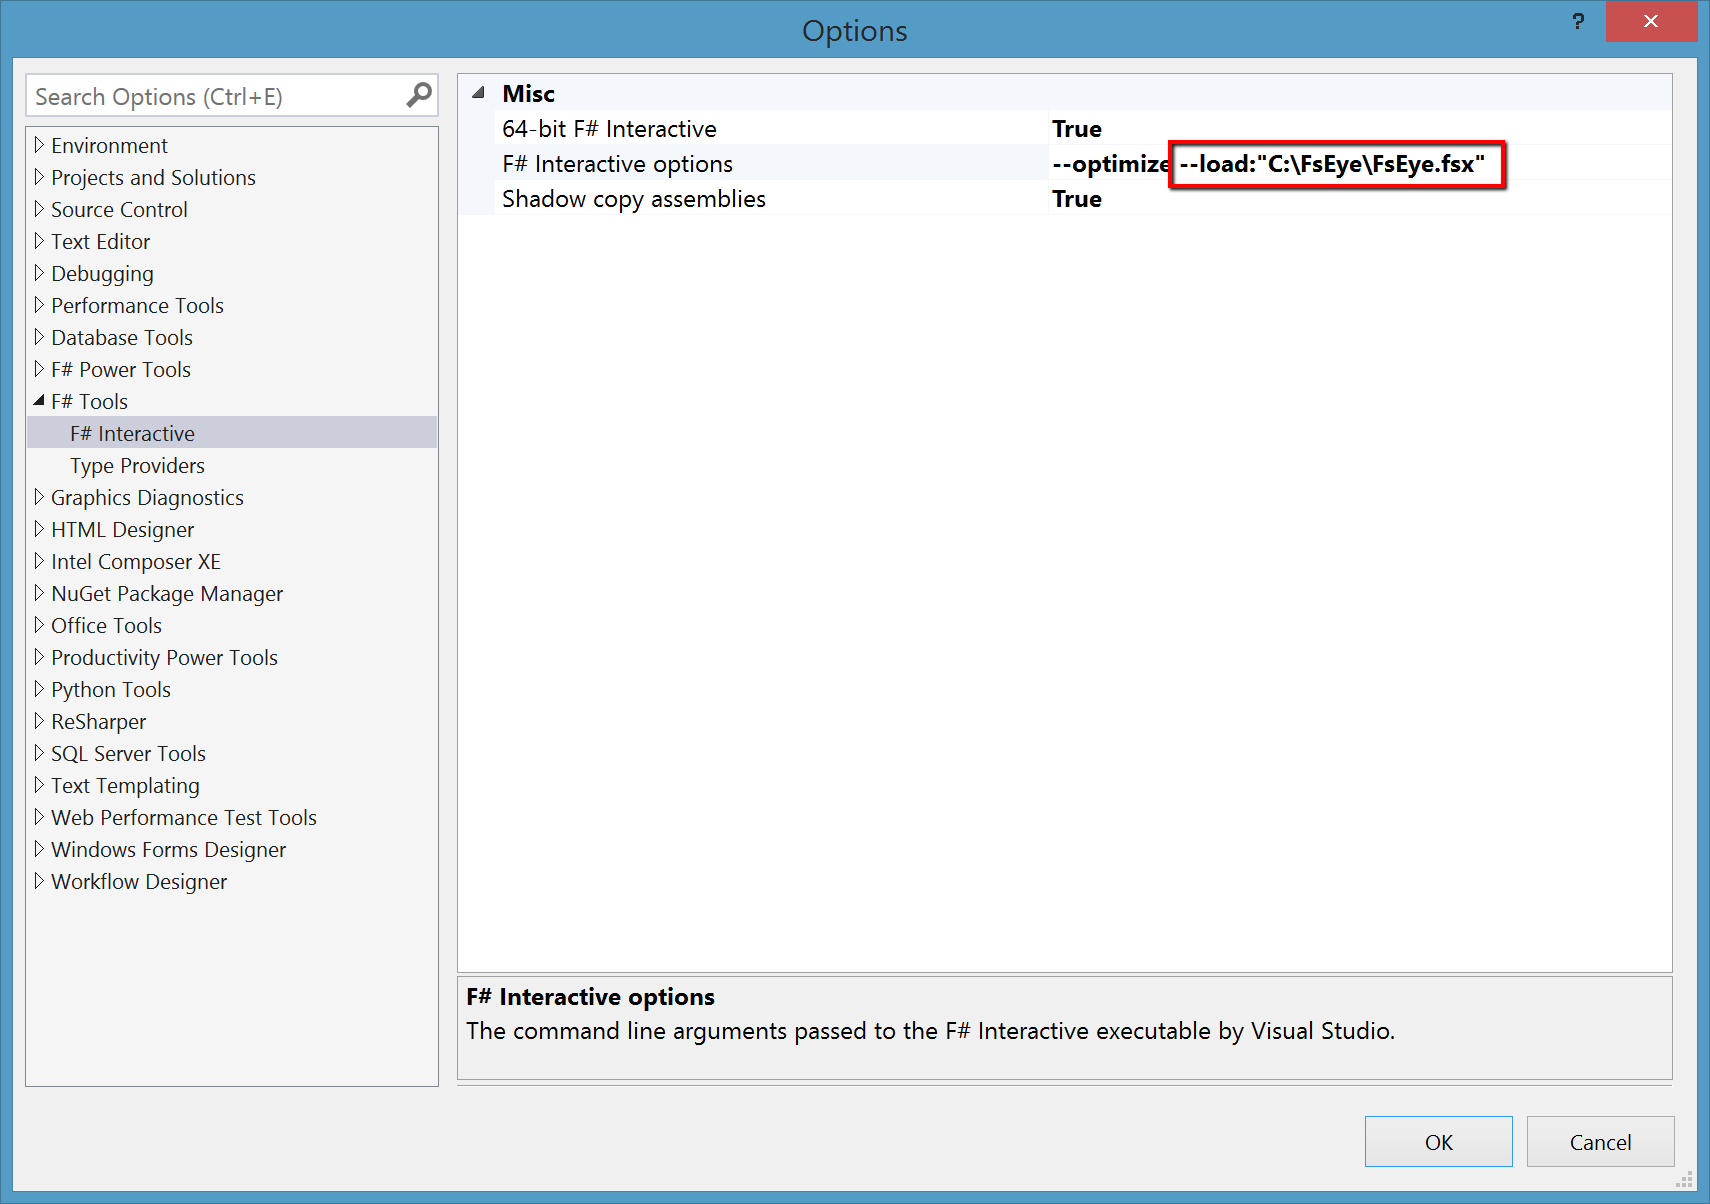 Options
?
Search Options (Ctrl+E)
Environment
Projects and Solutions
Source Control
Text Editor
Debugging
Performance Tools
Database Tools
F# Power Tools
F# Tools
F# Interactive
Type Providers
Graphics Diagnostics
HTML Designer
Intel Composer XE
NuGet Package Manager
Office Tools
Productivity Power Tools
Python Tools
ReSharper
SQL Server Tools
Text Templating
Web Performance Test Tools
Windows Forms Designer
Workflow Designer
Misc
64-bit F# Interactive True
F# Interactive options --optimize --load:"C:\FsEye\FsEye.fsx"
Shadow copy assemblies True
F# Interactive options
The command line arguments passed to the F# Interactive executable by Visual Studio.
OK Cancel